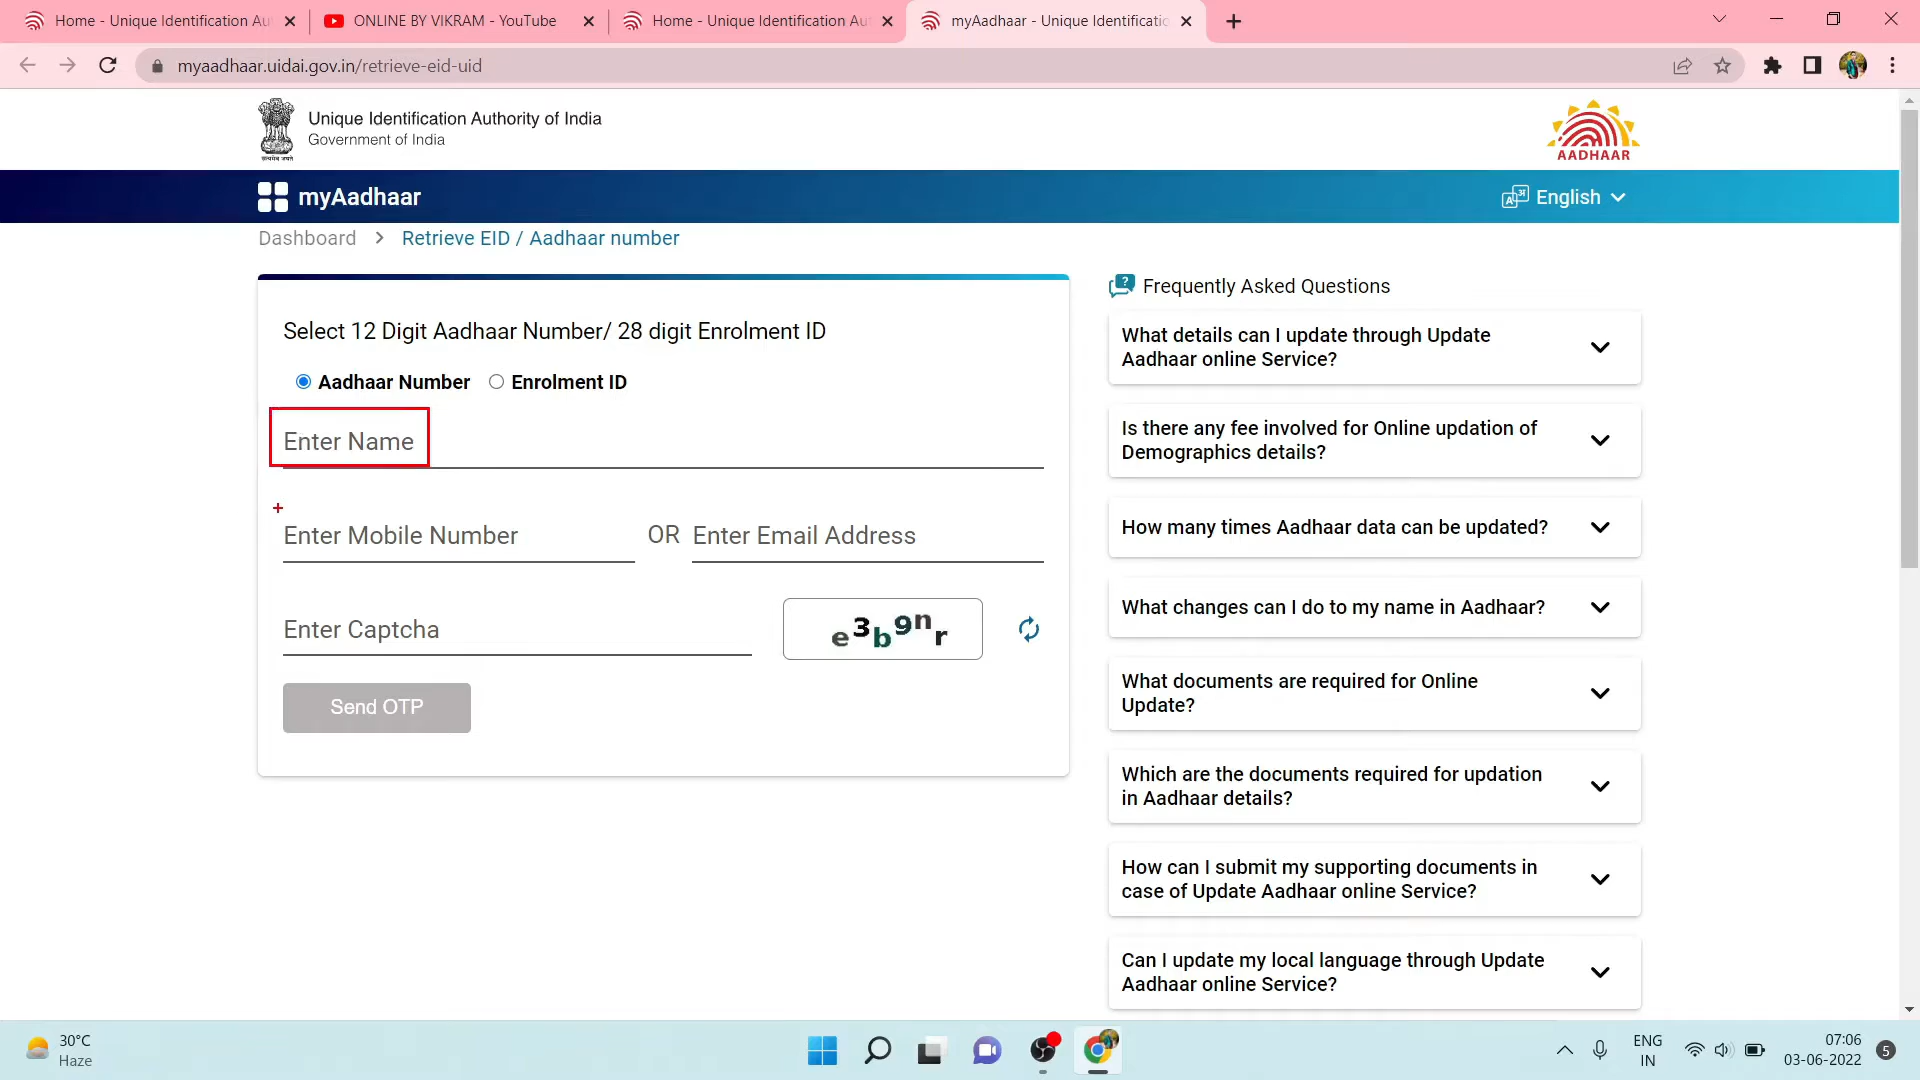 Home - Unique Identification Au
ONLINE BY VIKRAM - YouTube
Home - Unique Identification Aut
myAadhaar - Unique Identificatio
myaadhaar.uidai.gov.in/retrieve-eid-uid
सत्यमेव जयते
Unique Identification Authority of India
Government of India
AADHAAR
myAadhaar
English
Dashboard > Retrieve EID / Aadhaar number
Select 12 Digit Aadhaar Number/ 28 digit Enrolment ID
Aadhaar Number Enrolment ID
Enter Name
+
Enter Mobile Number OR Enter Email Address
Enter Captcha
e3b9nr
Send OTP
Frequently Asked Questions
What details can I update through Update
Aadhaar online Service?
Is there any fee involved for Online updation of
Demographics details?
How many times Aadhaar data can be updated?
What changes can I do to my name in Aadhaar?
What documents are required for Online
Update?
Which are the documents required for updation
in Aadhaar details?
How can I submit my supporting documents in
case of Update Aadhaar online Service?
Can I update my local language through Update
Aadhaar online Service?
30°C
Haze
ENG
IN
07:06
03-06-2022
5